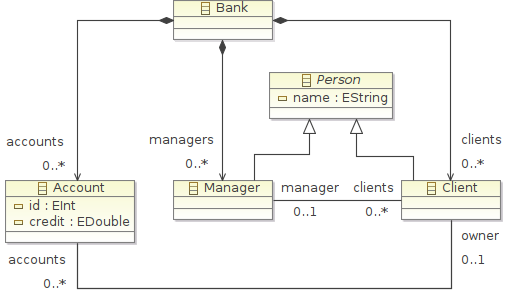 Bank
Person
name : EString
accounts
managers
clients
0..*
0..*
0..*
Account
id : EInt
credit : EDouble
Manager
manager
clients
0..1
0..*
Client
accounts
0..*
owner
0..1